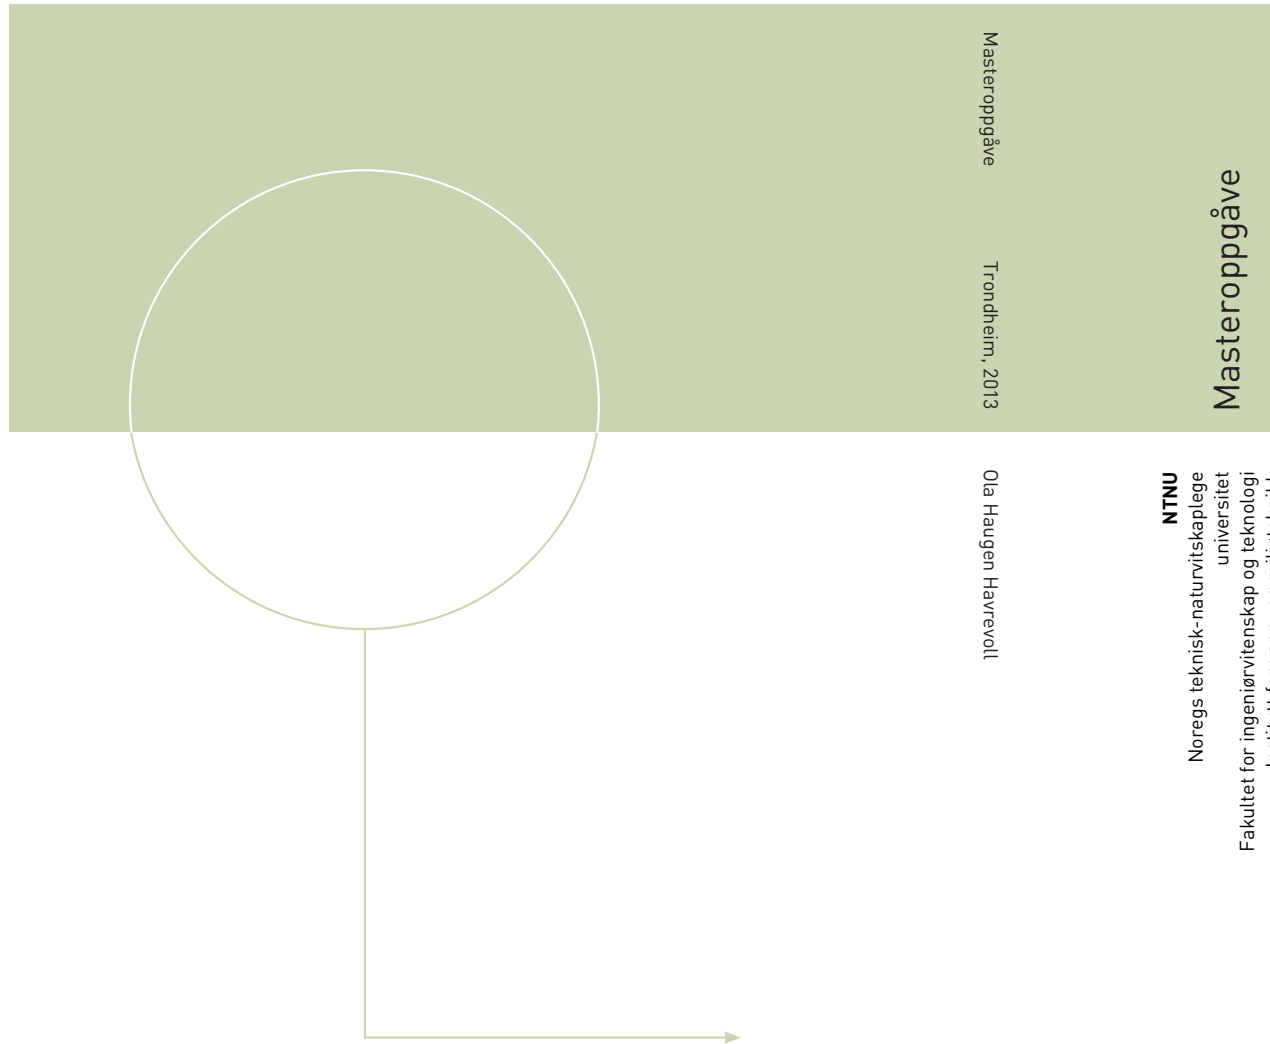 Masteroppgåve
Trondheim, 2013
Ola Haugen Havrevoll
Masteroppgåve
NTNU
Noregs teknisk-naturvitskaplege
universitet
Fakultet for ingeniørvitenskap og teknologi